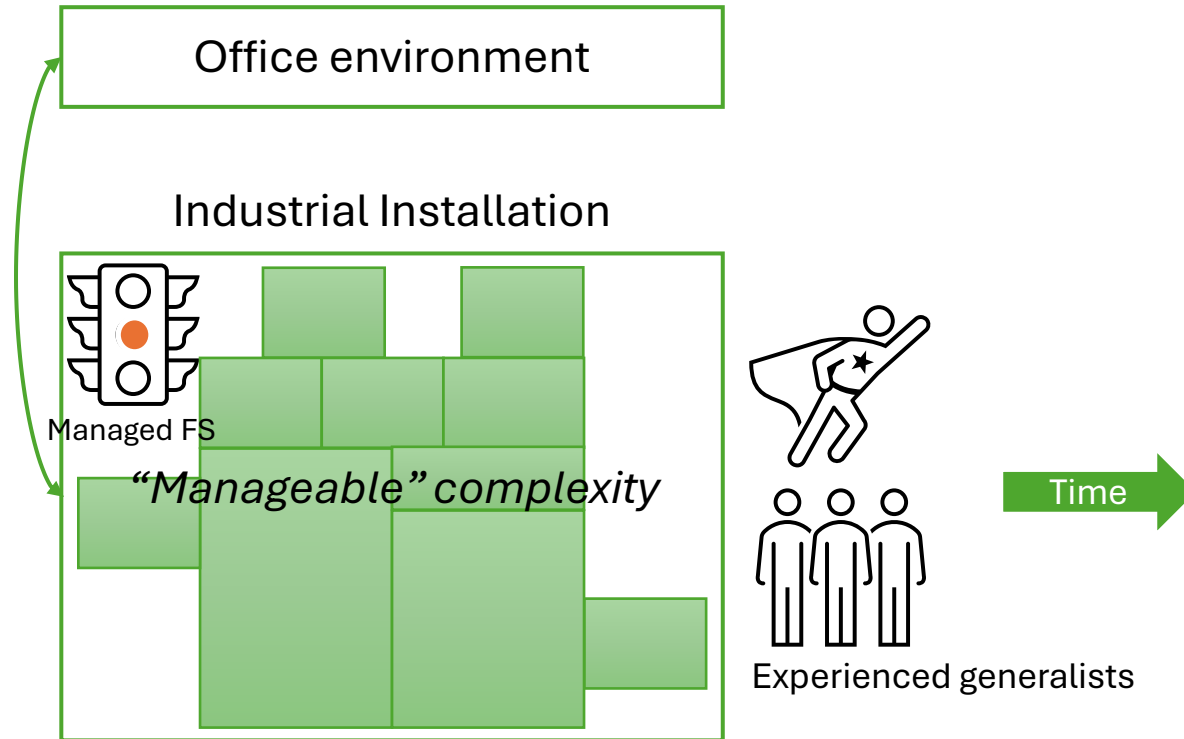 Office environment
Industrial Installation
Managed FS
“Manageable” complexity
Time
Experienced generalists